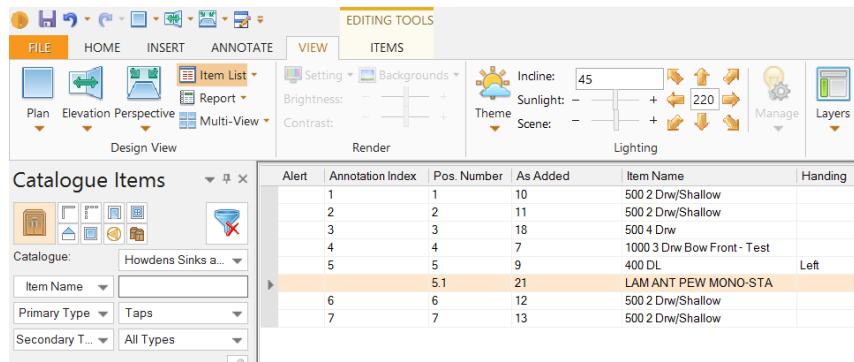 EDITING TOOLS
FILE HOME INSERT ANNOTATE VIEW ITEMS
Item List Setting Backgrounds Incline: 45
Report Brightness: Sunlight: - + 220
Plan Elevation Perspective Multi-View Contrast: - + Theme Scene: - + Manage Layers
Design View Render Lighting
Catalogue Items
Alert Annotation Index Pos. Number As Added Item Name Handing
1 1 10 500 2 Drw/Shallow
2 2 11 500 2 Drw/Shallow
3 3 18 500 4 Drw
4 4 7 1000 3 Drw Bow Front - Test
5 5 9 400 DL Left
5.1 21 LAM ANT PEW MONO-STA
6 6 12 500 2 Drw/Shallow
7 7 13 500 2 Drw/Shallow
Catalogue: Howdens Sinks a...
Item Name
Primary Type Taps
Secondary T... All Types